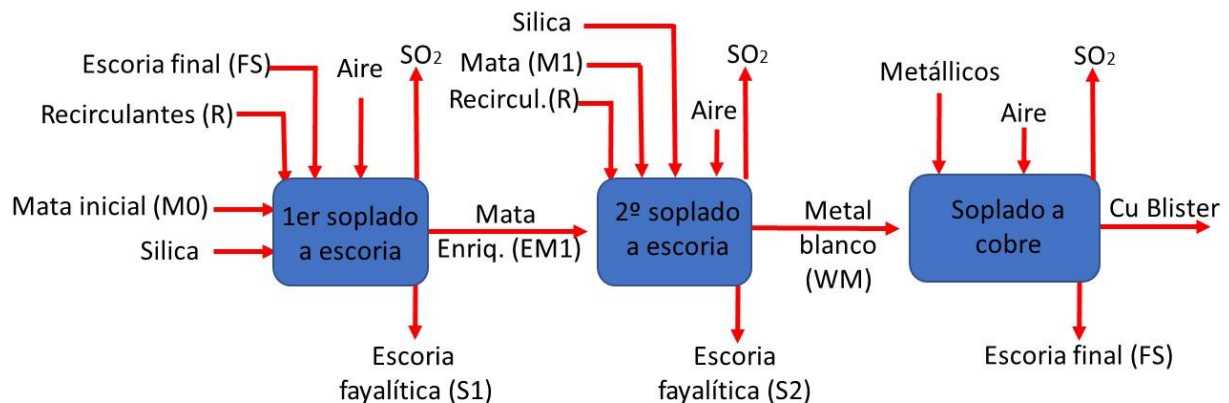 Escoria final (FS)
Recirculantes (R)
Aire
SO2
Mata inicial (M0)
Silica
1er soplado
a escoria
Mata
Enriq. (EM1)
Escoria
fayalítica (S1)
Silica
Mata (M1)
Recircul.(R)
Aire
SO2
2º soplado
a escoria
Metal
blanco
(WM)
Escoria
fayalítica (S2)
Metállicos
Aire
SO2
Soplado a
cobre
Cu Blister
Escoria final (FS)